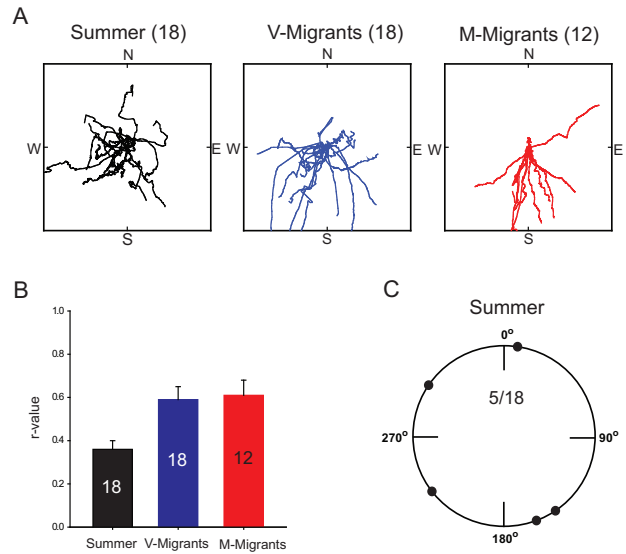 A
Summer (18)
V-Migrants (18)
M-Migrants (12)
N
N
N
W
E
W
E
W
E
S
S
S
B
1.0
0.8
0.6
0.4
0.2
0.0
r-value
18
18
12
Summer
V-Migrants
M-Migrants
C
Summer
0°
5/18
270°
90°
180°